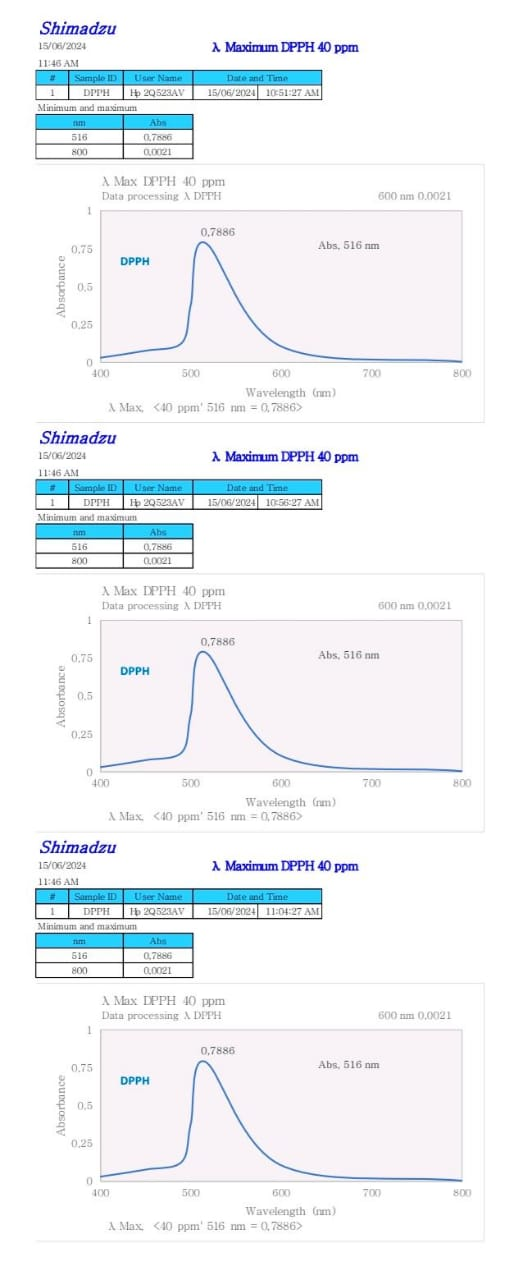 Shimadzu
15/06/2024
λ Maximum DPPH 40 ppm
11:46 AM
# Sample ID User Name Date and Time
1 DPPH Hp 2Q523AV 15/06/2024 10:51:27 AM
Minimum and maximum
nm Abs
516 0,7886
800 0,0021
λ Max DPPH 40 ppm
Data processing λ DPPH 600 nm 0,0021
1
0,7886
Abs, 516 nm
0,75
DPPH
0,5
Absorbance
0,25
0
400 500 600 700 800
Wavelength (nm)
λ Max, <40 ppm' 516 nm = 0,7886>
Shimadzu
15/06/2024
λ Maximum DPPH 40 ppm
11:46 AM
# Sample ID User Name Date and Time
1 DPPH Hp 2Q523AV 15/06/2024 10:56:27 AM
Minimum and maximum
nm Abs
516 0,7886
800 0,0021
λ Max DPPH 40 ppm
Data processing λ DPPH 600 nm 0,0021
1
0,7886
Abs, 516 nm
0,75
DPPH
0,5
Absorbance
0,25
0
400 500 600 700 800
Wavelength (nm)
λ Max, <40 ppm' 516 nm = 0,7886>
Shimadzu
15/06/2024
λ Maximum DPPH 40 ppm
11:46 AM
# Sample ID User Name Date and Time
1 DPPH Hp 2Q523AV 15/06/2024 11:04:27 AM
Minimum and maximum
nm Abs
516 0,7886
800 0,0021
λ Max DPPH 40 ppm
Data processing λ DPPH 600 nm 0,0021
1
0,7886
Abs, 516 nm
0,75
DPPH
0,5
Absorbance
0,25
0
400 500 600 700 800
Wavelength (nm)
λ Max, <40 ppm' 516 nm = 0,7886>